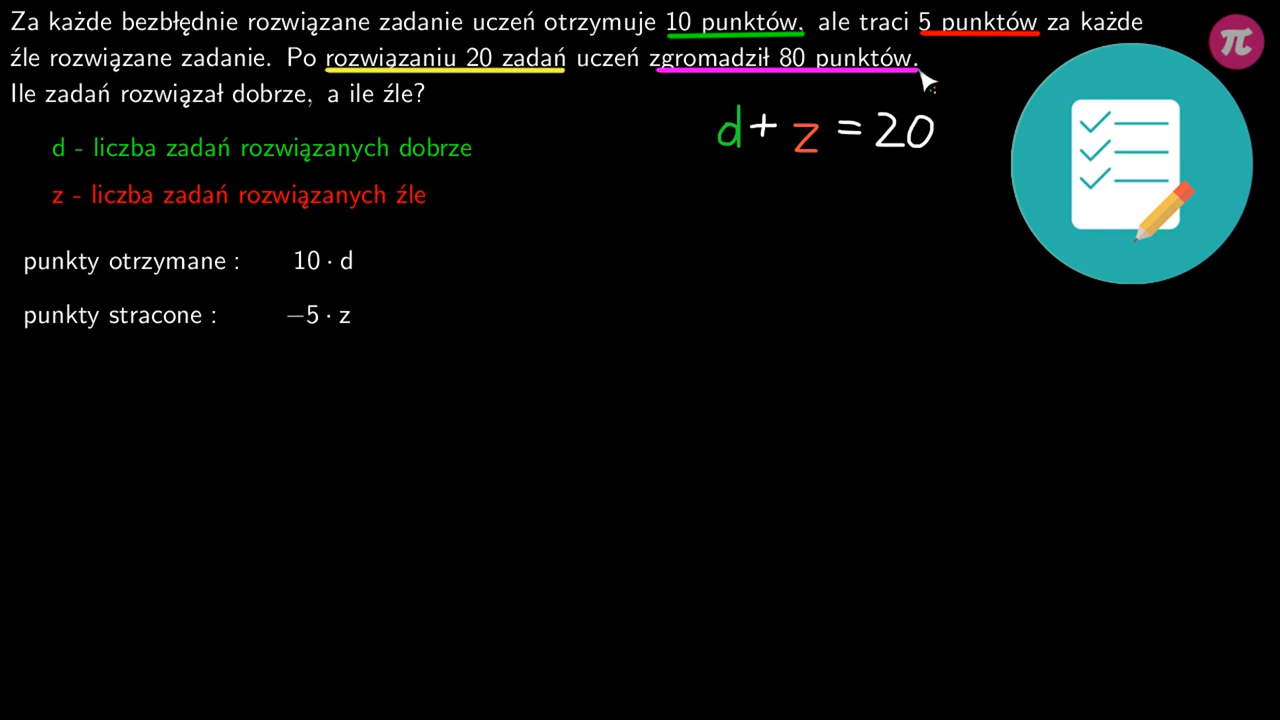 Za każde bezbłędnie rozwiązane zadanie uczeń otrzymuje 10 punktów, ale traci 5 punktów za każde
źle rozwiązane zadanie. Po rozwiązaniu 20 zadań uczeń zgromadził 80 punktów.
Ile zadań rozwiązał dobrze, a ile źle?
d + z = 20
d - liczba zadań rozwiązanych dobrze
z - liczba zadań rozwiązanych źle
punkty otrzymane : 10 · d
punkty stracone : −5 · z
π